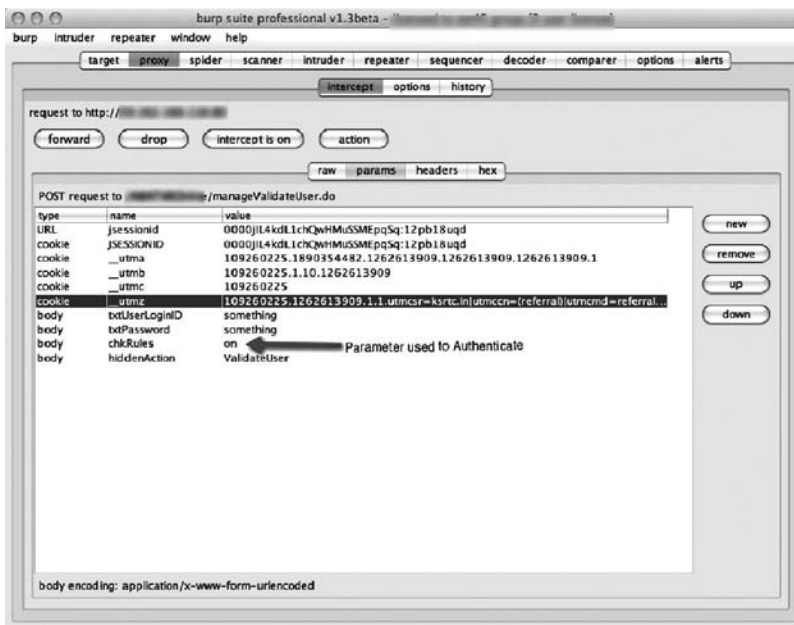 burp suite professional v1.3beta -
burp intruder repeater window help
target proxy spider scanner intruder repeater sequencer decoder comparer options alerts
intercept options history
request to http://
forward drop intercept is on action
raw params headers hex
POST request to e/manageValidateUser.do
type name value
URL jsessionid 0000jIL4kdL1chQwHMuSSMEpqSq:12pb18uqd
cookie JSESSIONID 0000jIL4kdL1chQwHMuSSMEpqSq:12pb18uqd
cookie __utma 109260225.1890354482.1262613909.1262613909.1262613909.1
cookie __utmb 109260225.1.10.1262613909
cookie __utmc 109260225
cookie __utmz 109260225.1262613909.1.1.utmcsr=ksrtc.in|utmccn=(referral)|utmcmd=referral...
body txtUserLoginID something
body txtPassword something
body chkRules on Parameter used to Authenticate
body hiddenAction ValidateUser
new
remove
up
down
body encoding: application/x-www-form-urlencoded